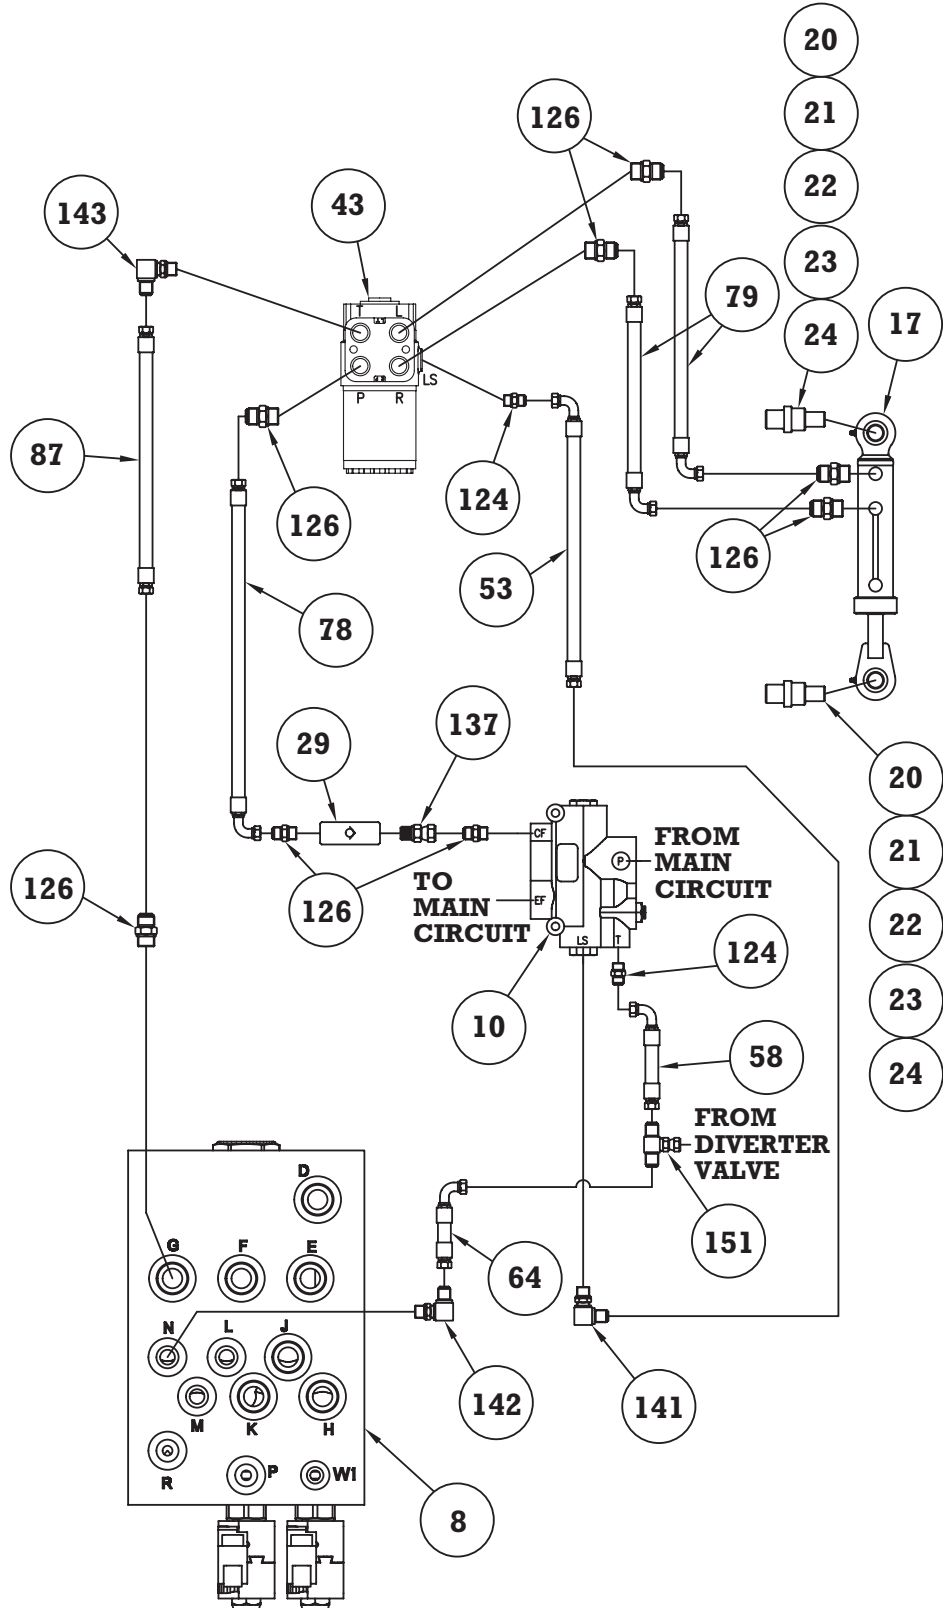 20
21
22
23
24
17
126
43
143
T L
P R
LS
79
87
126
124
126
53
78
29
137
CF
EF
P
LS T
FROM
MAIN
CIRCUIT
TO
MAIN
CIRCUIT
126
126
10
124
20
21
22
23
24
58
FROM
DIVERTER
VALVE
151
64
D
G F E
N L J
M K H
R P W1
142
141
8